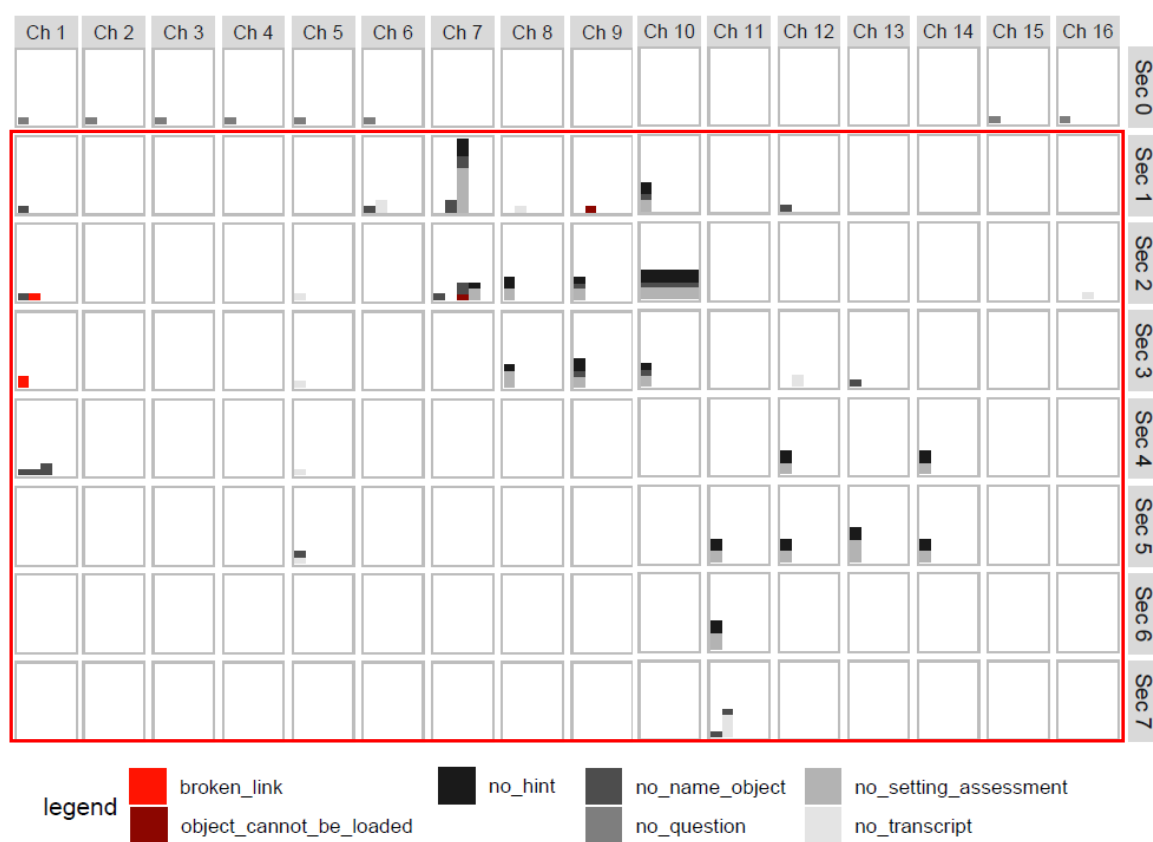 Ch 1 Ch 2 Ch 3 Ch 4 Ch 5 Ch 6 Ch 7 Ch 8 Ch 9 Ch 10 Ch 11 Ch 12 Ch 13 Ch 14 Ch 15 Ch 16
Sec 0
Sec 1
Sec 2
Sec 3
Sec 4
Sec 5
Sec 6
Sec 7
legend
broken_link
object_cannot_be_loaded
no_hint
no_name_object
no_question
no_setting_assessment
no_transcript